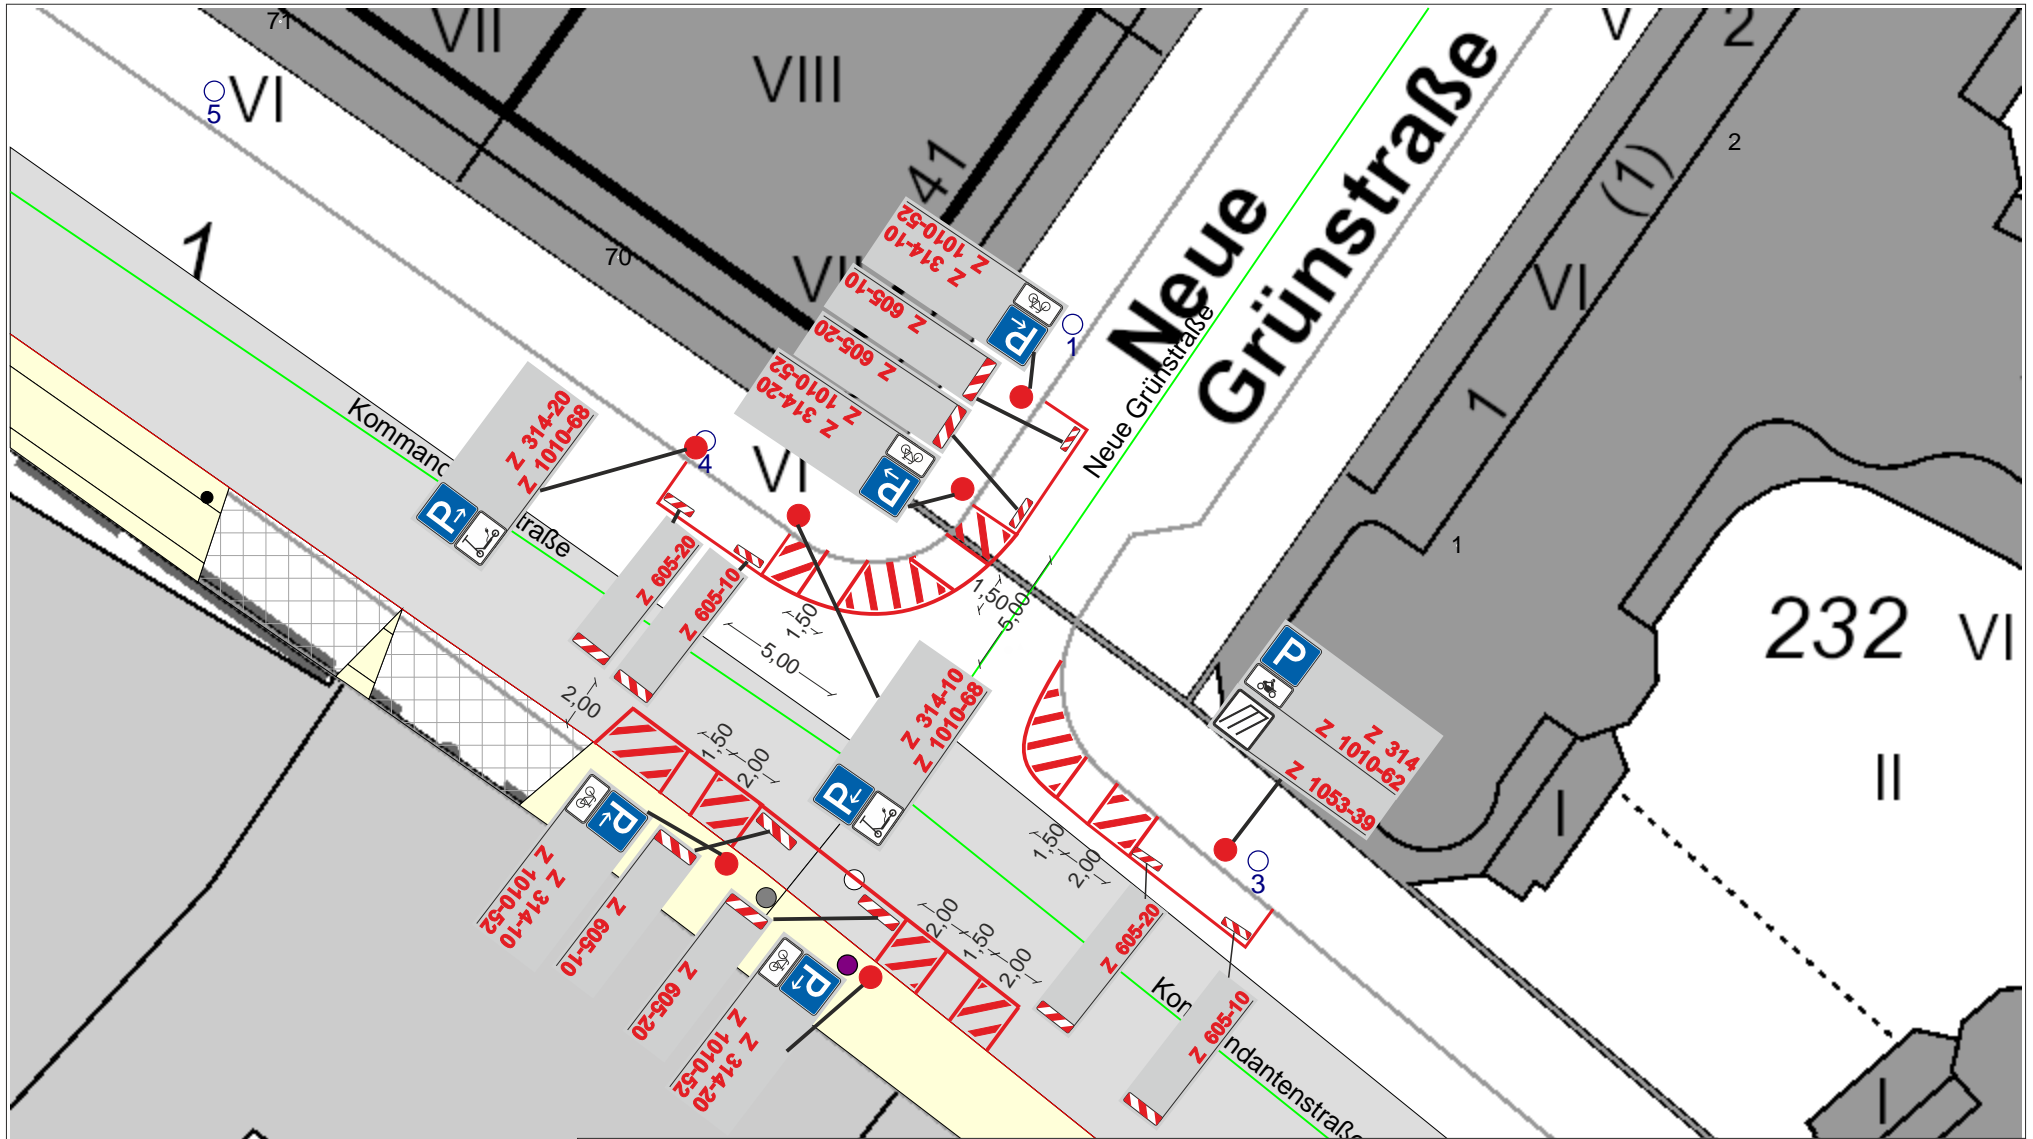 71
VII
VIII
V
2
VI
5
41
2
(1)
Neue
Grünstraße
1
70
VI
Z 1010-52
Z 314-10
Z 605-10
Z 605-20
Z 314-20
Z 1010-52
1
Neue Grünstraße
1
1
Komman
traße
Z 314-20
Z 1010-68
P
4
VI
P
P
Z 605-20
Z 605-10
1,50
5,00
1,50
5,00
2,00
1,50
2,00
Z 314-10
Z 1010-68
P
P
Z 314
Z 1010-62
Z 1053-39
232
VI
II
I
3
1,50
2,00
P
Z 1010-52
Z 314-10
Z 605-10
Z 605-20
P
Z 1010-52
Z 314-20
2,00
1,50
2,00
Z 605-20
Z 605-10
Kon
ndantenstraße
I